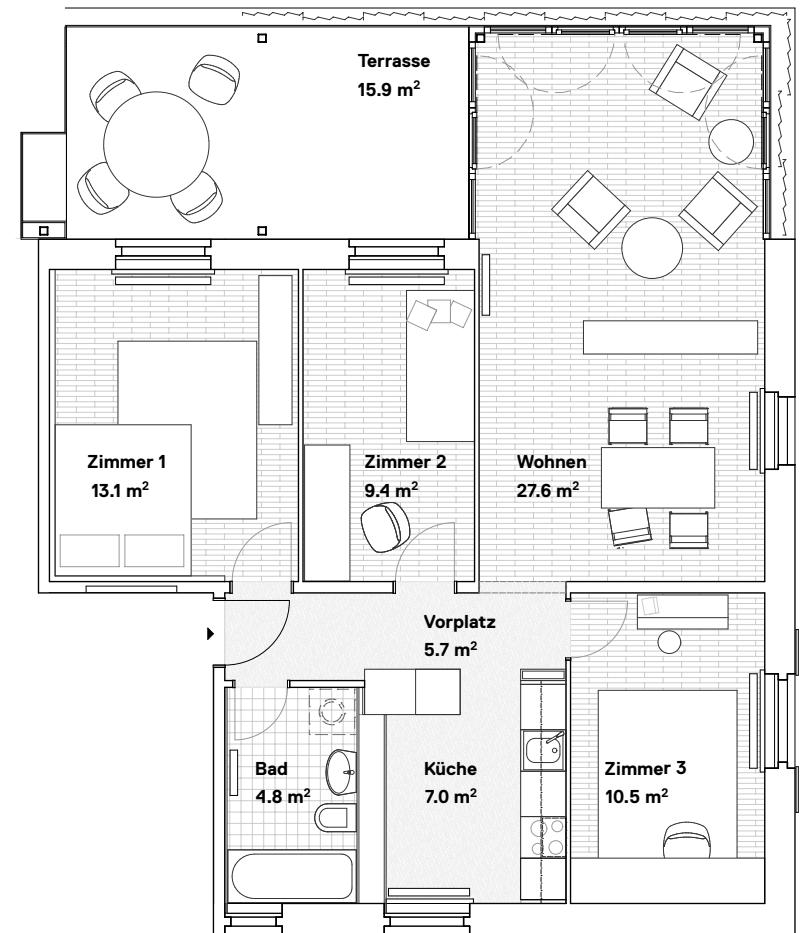 Terrasse
15.9 m²
Zimmer 1
13.1 m²
Zimmer 2
9.4 m²
Wohnen
27.6 m²
Vorplatz
5.7 m²
Bad
4.8 m²
Küche
7.0 m²
Zimmer 3
10.5 m²